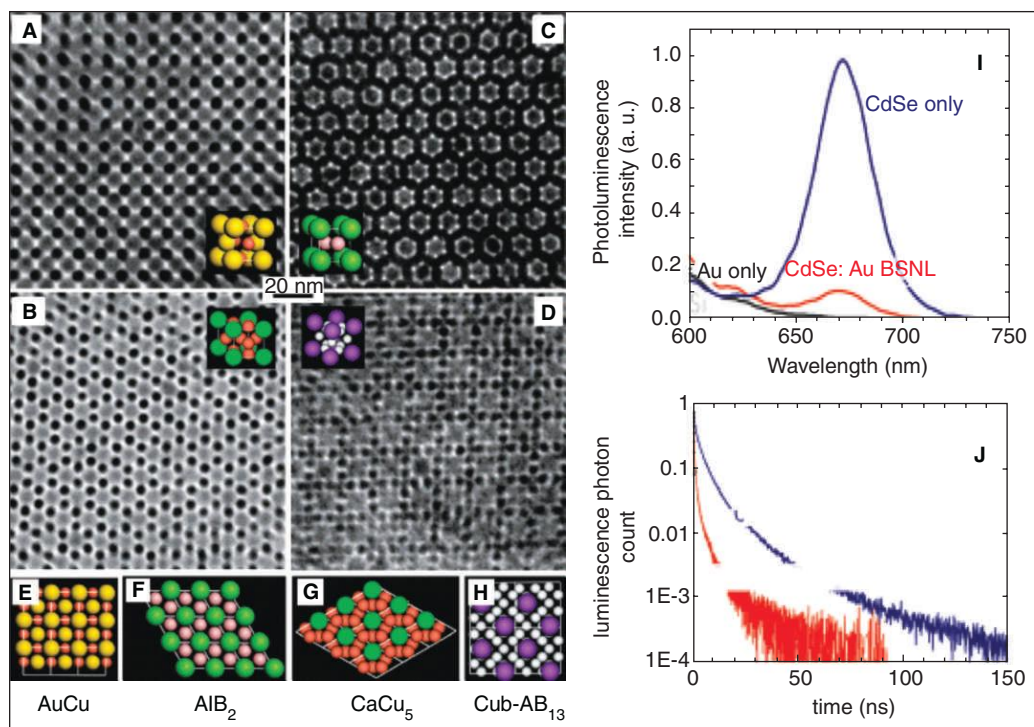 A
C
20 nm
B
D
E
F
G
H
AuCu
AlB2
CaCu5
Cub-AB13
I
Photoluminescence
intensity (a. u.)
1.0
0.8
0.6
0.4
0.2
0.0
CdSe only
Au only
CdSe: Au BSNL
600
650
700
750
Wavelength (nm)
J
luminescence photon
count
1
0.1
0.01
1E-3
1E-4
0
50
100
150
time (ns)